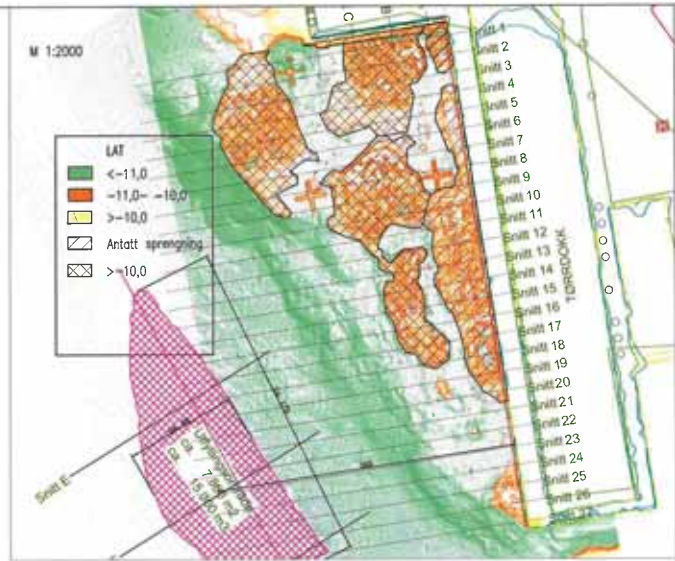 M 1:2000
C
LAT
<-11,0
-11,0- -10,0
>-10,0
Antatt sprengning
>-10,0
Snitt 2
Snitt 3
Snitt 4
Snitt 5
Snitt 6
Snitt 7
Snitt 8
Snitt 9
Snitt 10
Snitt 11
Snitt 12
Snitt 13
Snitt 14
Snitt 15
Snitt 16
Snitt 17
Snitt 18
Snitt 19
Snitt 20
Snitt 21
Snitt 22
Snitt 23
Snitt 24
Snitt 25
Snitt 26
TØRRDOKK
Snitt E